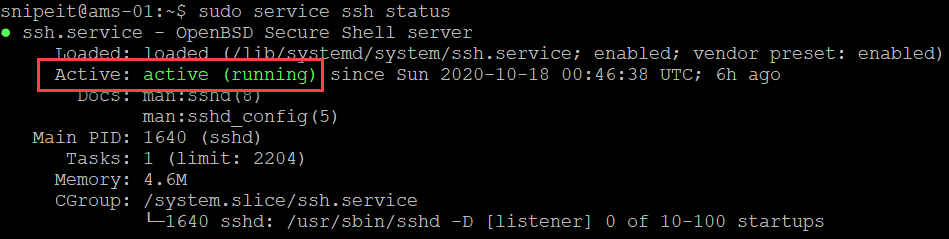 snipeit@ams-01:~$ sudo service ssh status
● ssh.service - OpenBSD Secure Shell server
Loaded: loaded (/lib/systemd/system/ssh.service; enabled; vendor preset: enabled)
Active: active (running) since Sun 2020-10-18 00:46:38 UTC; 6h ago
Docs: man:sshd(8)
man:sshd_config(5)
Main PID: 1640 (sshd)
Tasks: 1 (limit: 2204)
Memory: 4.6M
CGroup: /system.slice/ssh.service
└─1640 sshd: /usr/sbin/sshd -D [listener] 0 of 10-100 startups